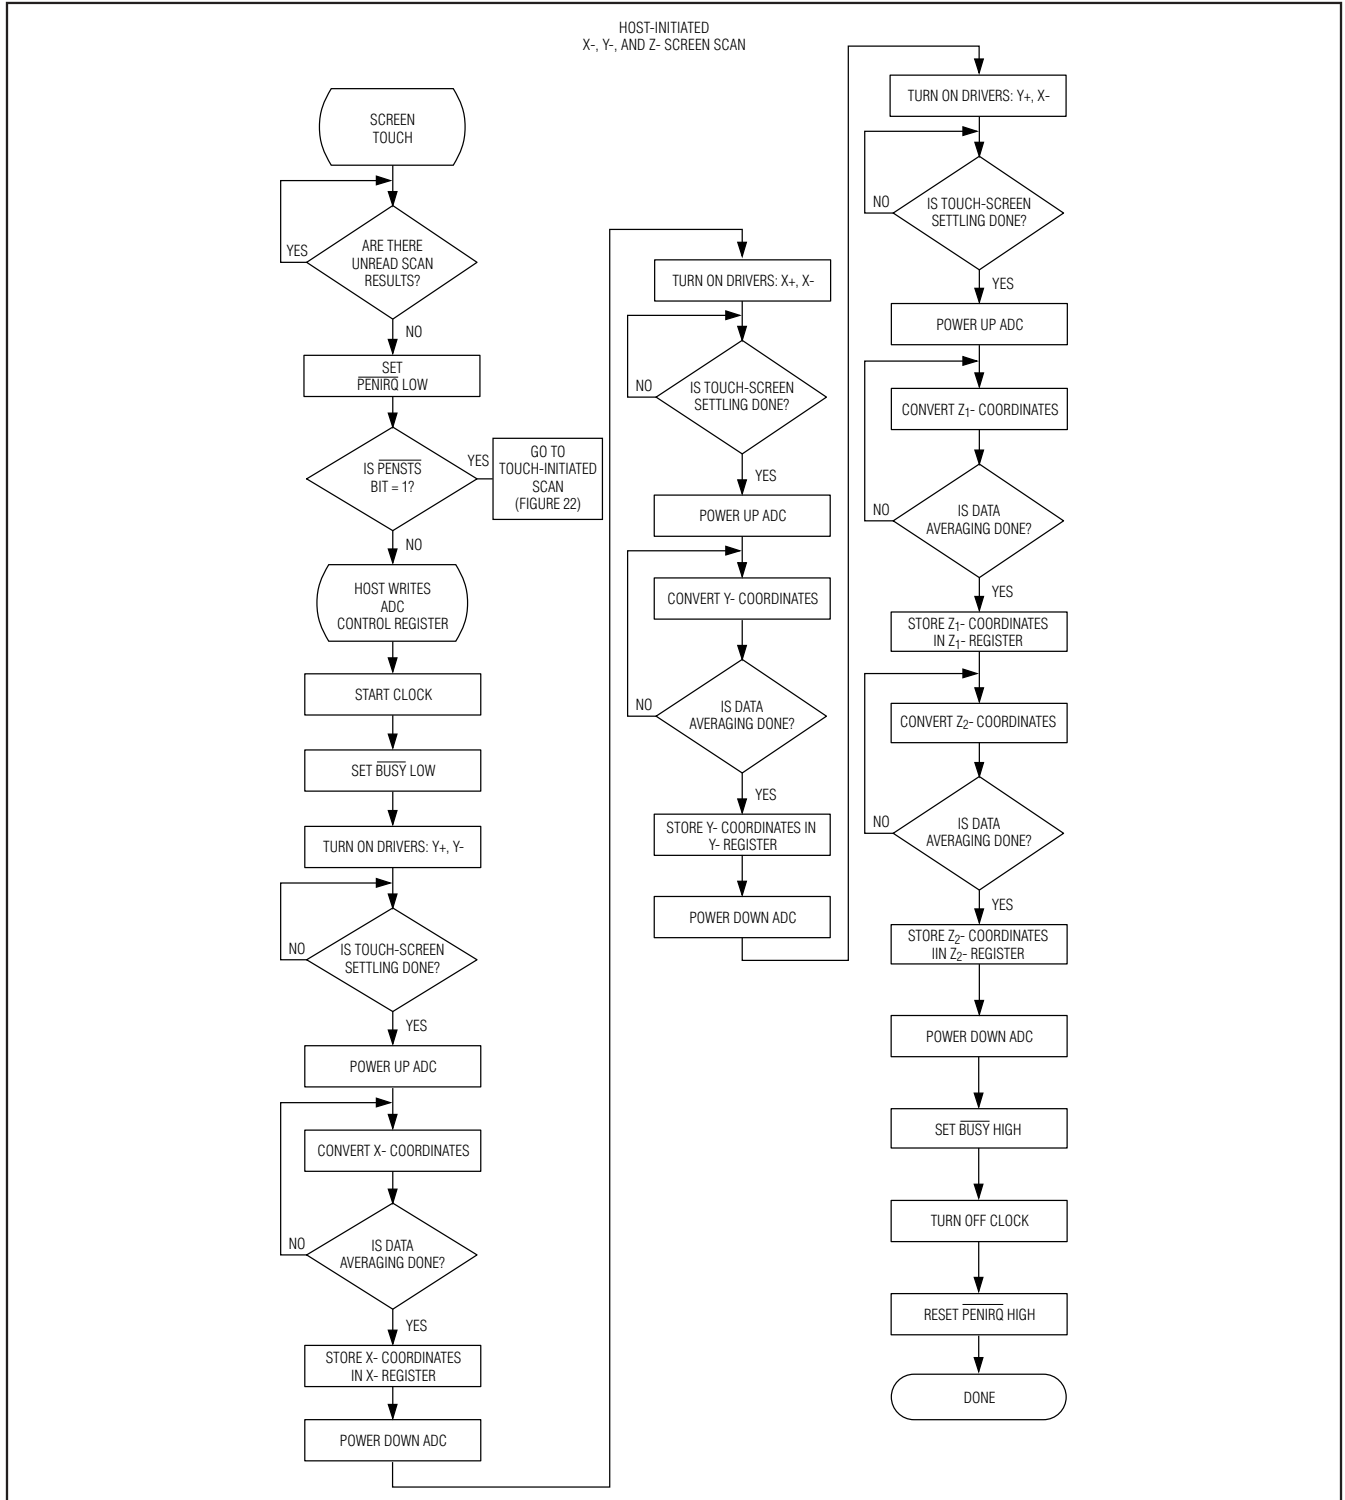 HOST-INITIATED
X-, Y-, AND Z- SCREEN SCAN
SCREEN
TOUCH
YES
ARE THERE
UNREAD SCAN
RESULTS?
NO
SET
PENIRQ LOW
IS PENSTS
BIT = 1?
YES
GO TO
TOUCH-INITIATED
SCAN
(FIGURE 22)
NO
HOST WRITES
ADC
CONTROL REGISTER
START CLOCK
SET BUSY LOW
TURN ON DRIVERS: Y+, Y-
NO
IS TOUCH-SCREEN
SETTLING DONE?
YES
POWER UP ADC
CONVERT X- COORDINATES
NO
IS DATA
AVERAGING DONE?
YES
STORE X- COORDINATES
IN X- REGISTER
POWER DOWN ADC
TURN ON DRIVERS: X+, X-
NO
IS TOUCH-SCREEN
SETTLING DONE?
YES
POWER UP ADC
CONVERT Y- COORDINATES
NO
IS DATA
AVERAGING DONE?
YES
STORE Y- COORDINATES IN
Y- REGISTER
POWER DOWN ADC
TURN ON DRIVERS: Y+, X-
NO
IS TOUCH-SCREEN
SETTLING DONE?
YES
POWER UP ADC
CONVERT Z1- COORDINATES
NO
IS DATA
AVERAGING DONE?
YES
STORE Z1- COORDINATES
IN Z1- REGISTER
CONVERT Z2- COORDINATES
NO
IS DATA
AVERAGING DONE?
YES
STORE Z2- COORDINATES
IIN Z2- REGISTER
POWER DOWN ADC
SET BUSY HIGH
TURN OFF CLOCK
RESET PENIRQ HIGH
DONE